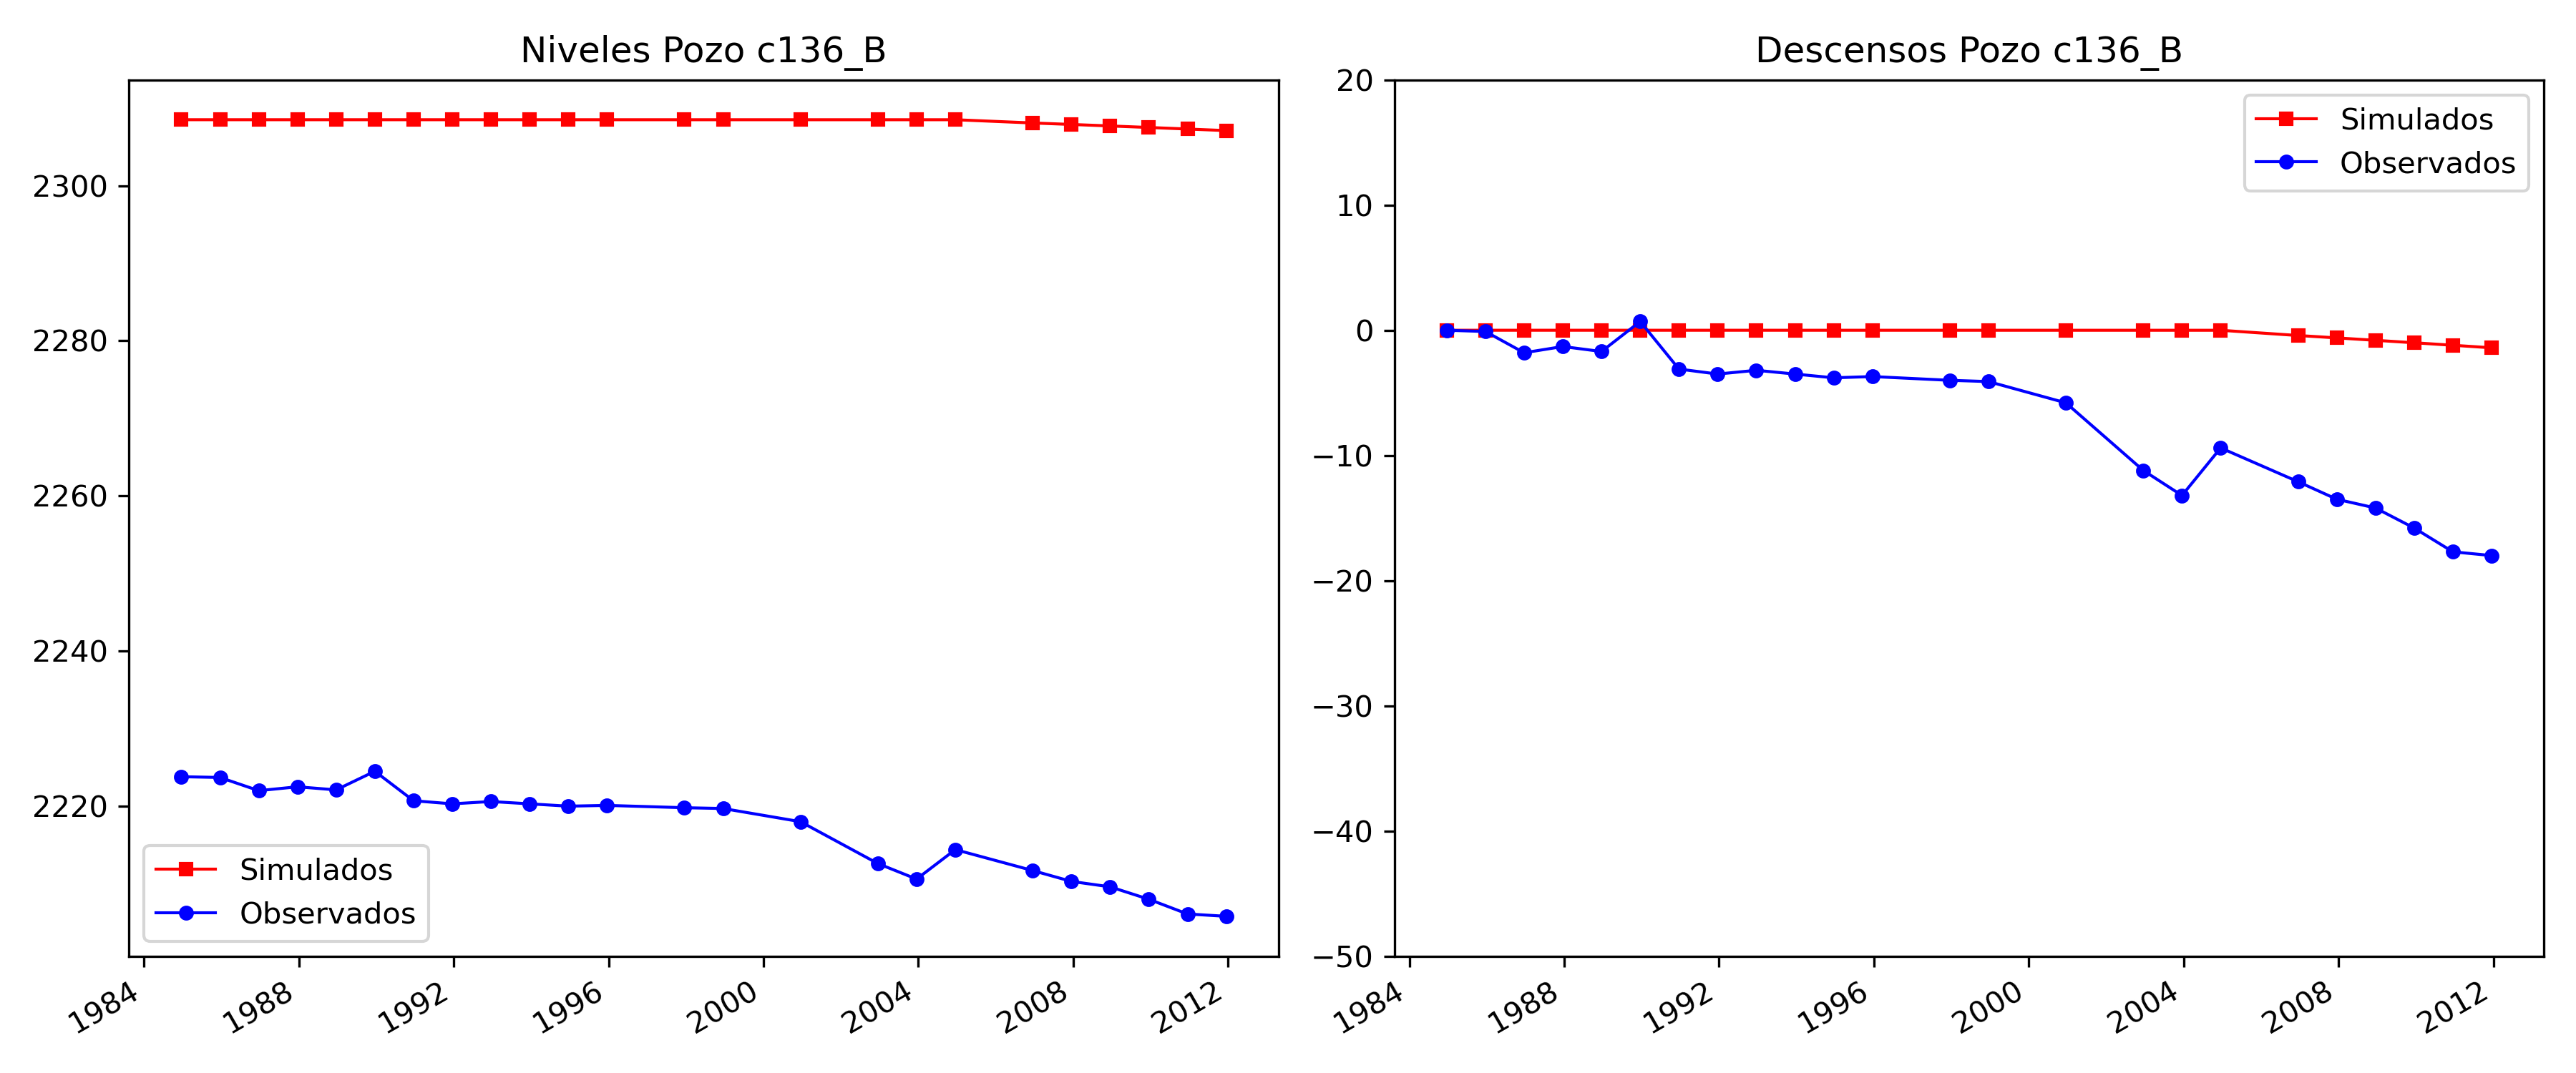 Niveles Pozo c136_B
2300
2280
2260
2240
2220
Simulados
Observados
1984 1988 1992 1996 2000 2004 2008 2012
Descensos Pozo c136_B
20
10
0
−10
−20
−30
−40
−50
Simulados
Observados
1984 1988 1992 1996 2000 2004 2008 2012